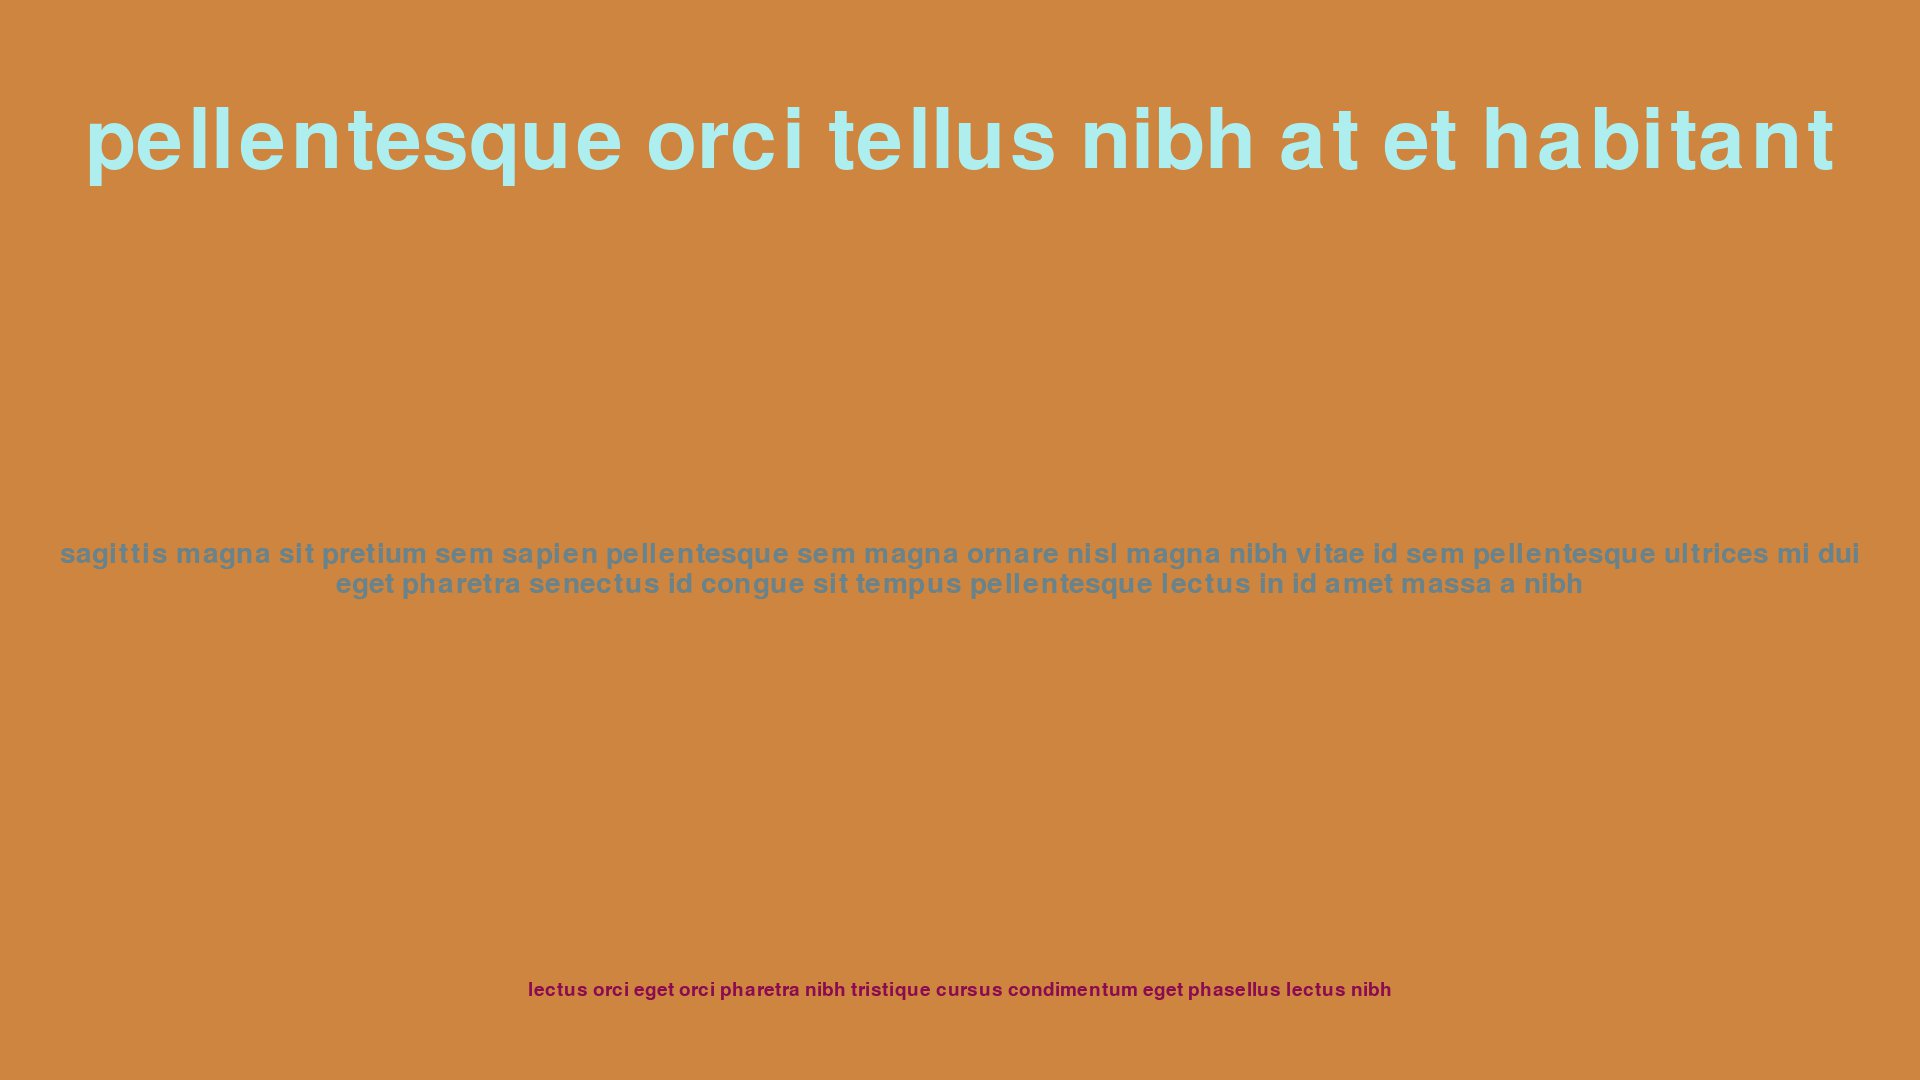 pellentesque orci tellus nibh at et habitant
sagittis magna sit pretium sem sapien pellentesque sem magna ornare nisl magna nibh vitae id sem pellentesque ultrices mi dui
eget pharetra senectus id congue sit tempus pellentesque lectus in id amet massa a nibh
lectus orci eget orci pharetra nibh tristique cursus condimentum eget phasellus lectus nibh